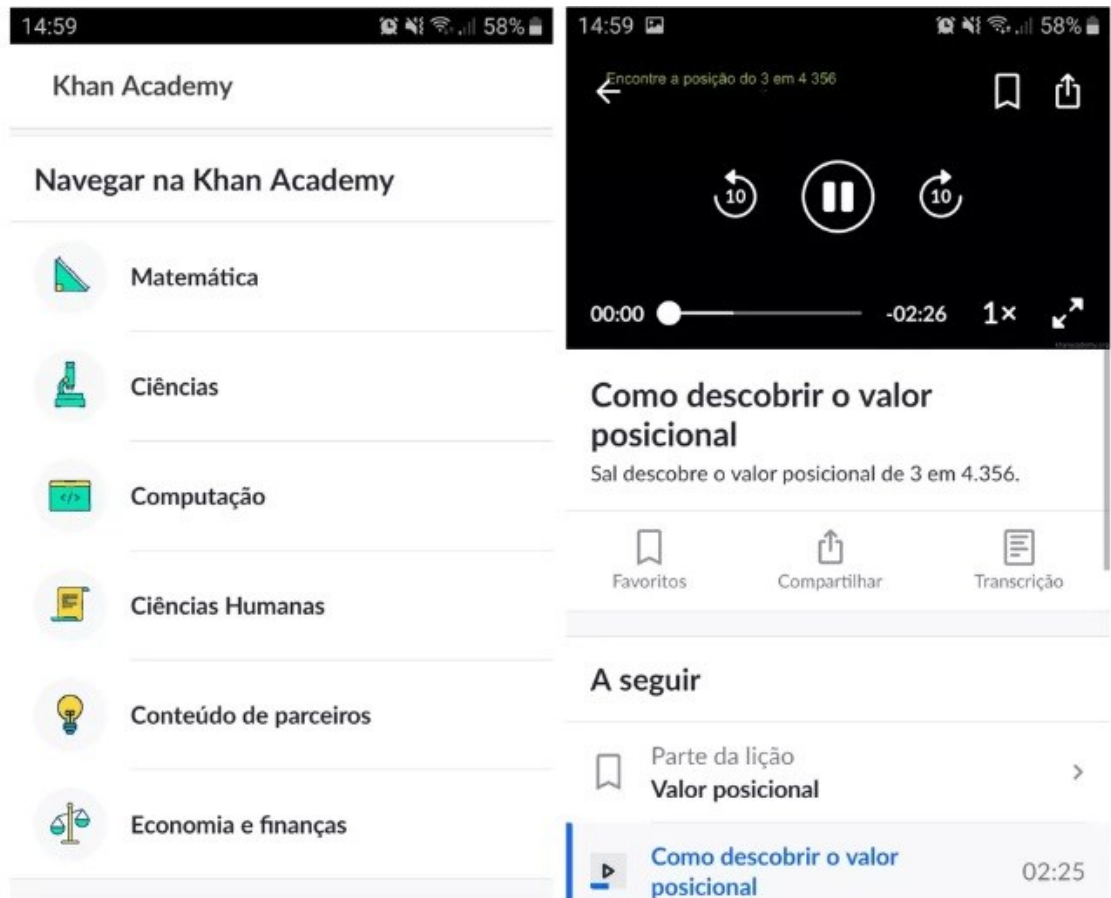 14:59
58%
Khan Academy
Navegar na Khan Academy
Matemática
Ciências
</>
Computação
Ciências Humanas
Conteúdo de parceiros
Economia e finanças
14:59
58%
Encontre a posição do 3 em 4 356
10
10
00:00
-02:26
1×
khanacademy.org
Como descobrir o valor
posicional
Sal descobre o valor posicional de 3 em 4.356.
Favoritos
Compartilhar
Transcrição
A seguir
Parte da lição
Valor posicional
Como descobrir o valor
posicional
02:25